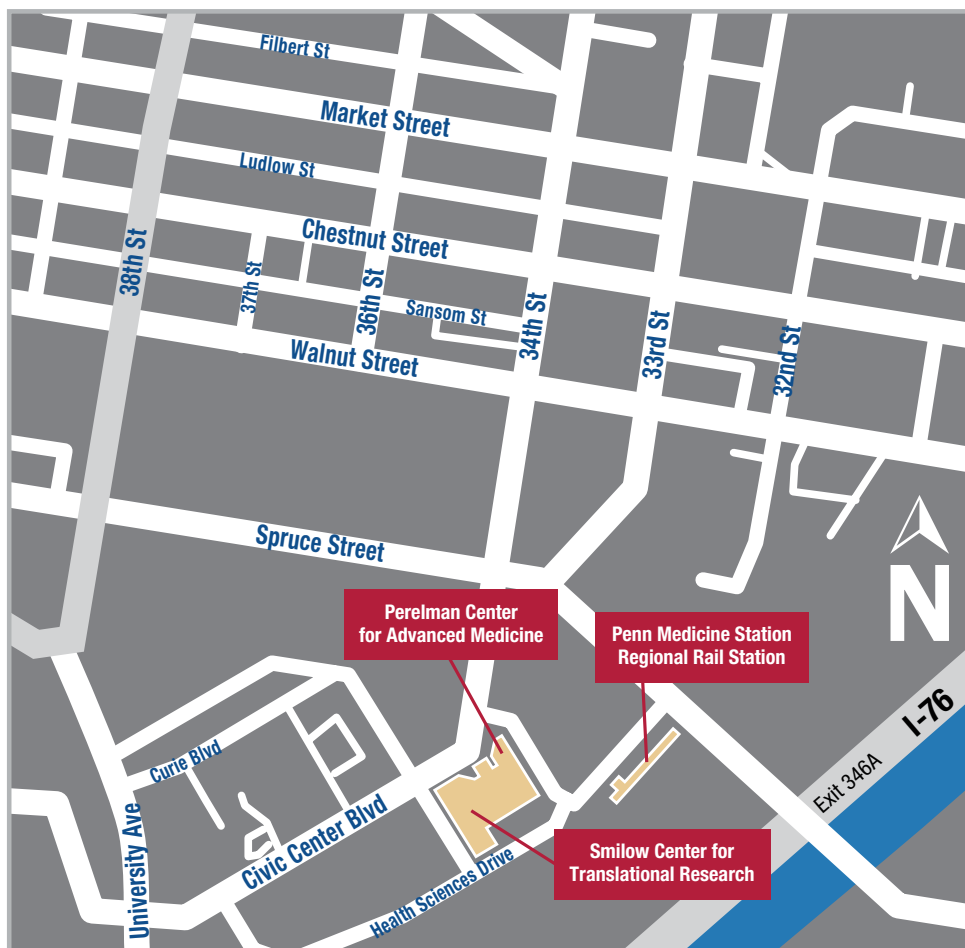 Filbert St
Market Street
Ludlow St
Chestnut Street
38th St
37th St
36th St
Sansom St
34th St
33rd St
32nd St
Walnut Street
Spruce Street
N
Perelman Center
for Advanced Medicine
Penn Medicine Station
Regional Rail Station
I-76
Exit 346A
Curie Blvd
University Ave
Civic Center Blvd
Health Sciences Drive
Smilow Center for
Translational Research